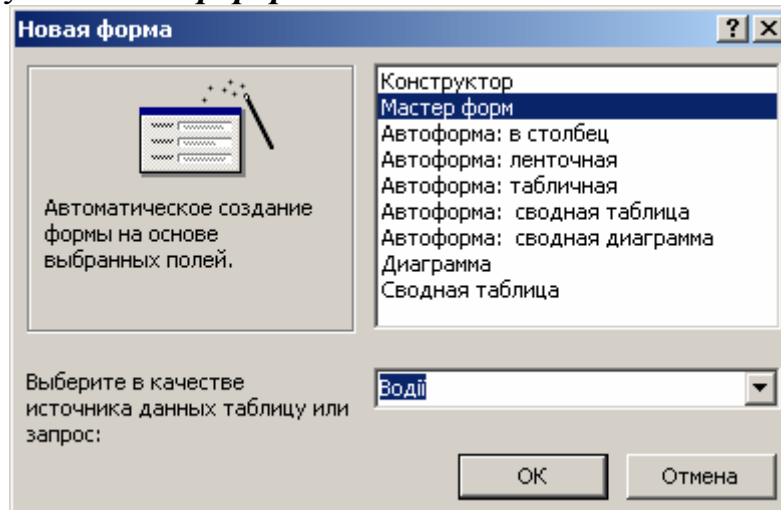 Новая форма
Конструктор
Мастер форм
Автоформа: в столбец
Автоформа: ленточная
Автоформа: табличная
Автоформа: сводная таблица
Автоформа: сводная диаграмма
Диаграмма
Сводная таблица
Автоматическое создание
формы на основе
выбранных полей.
Выберите в качестве
источника данных таблицу или
запрос:
Водії
ОК
Отмена